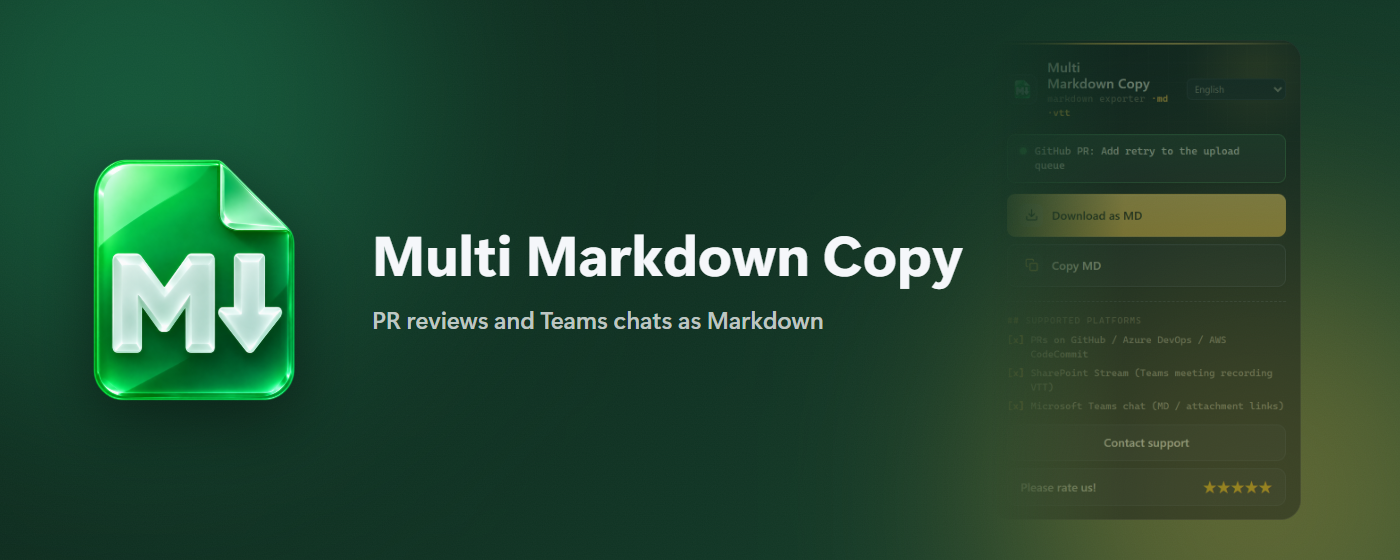 M
Multi Markdown Copy
PR reviews and Teams chats as Markdown
Multi
Markdown Copy
markdown exporter ·md
·vtt
English
GitHub PR: Add retry to the upload
queue
Download as MD
Copy MD
SUPPORTED PLATFORMS
[x] PRs on GitHub / Azure DevOps / AWS
CodeCommit
[x] SharePoint Stream (Teams meeting recording
VTT)
[x] Microsoft Teams chat (MD / attachment links)
Contact support
Please rate us!
★★★★★